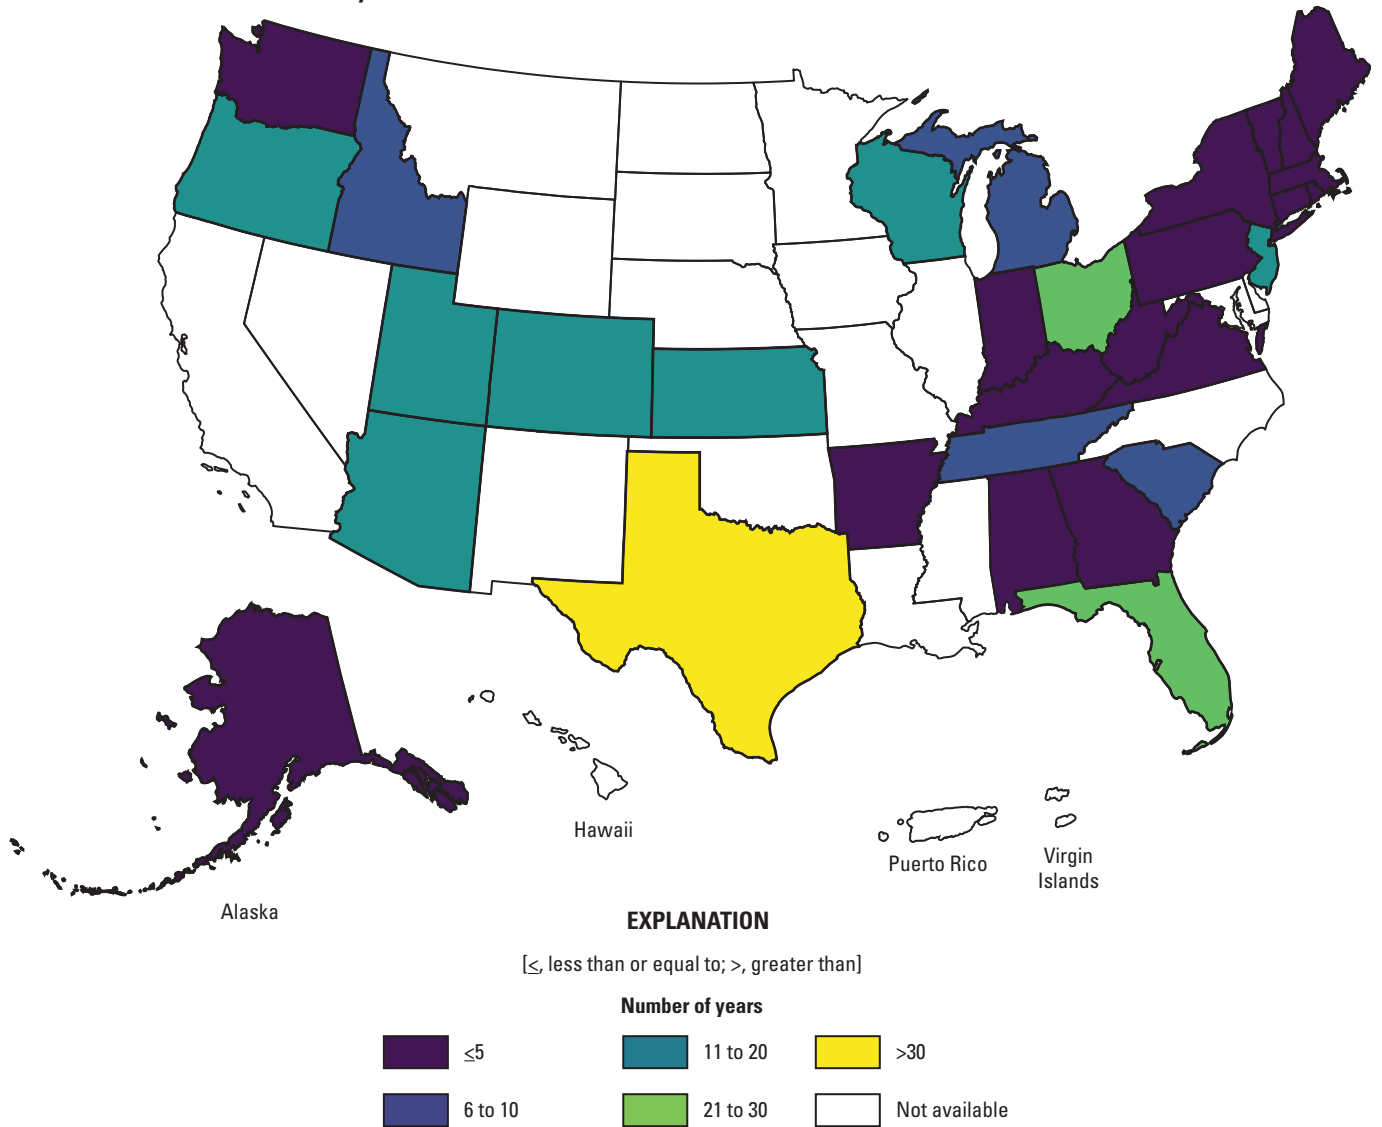 Hawaii
Puerto Rico
Virgin
Islands
Alaska
EXPLANATION
[≤, less than or equal to; >, greater than]
Number of years
≤5
11 to 20
>30
6 to 10
21 to 30
Not available